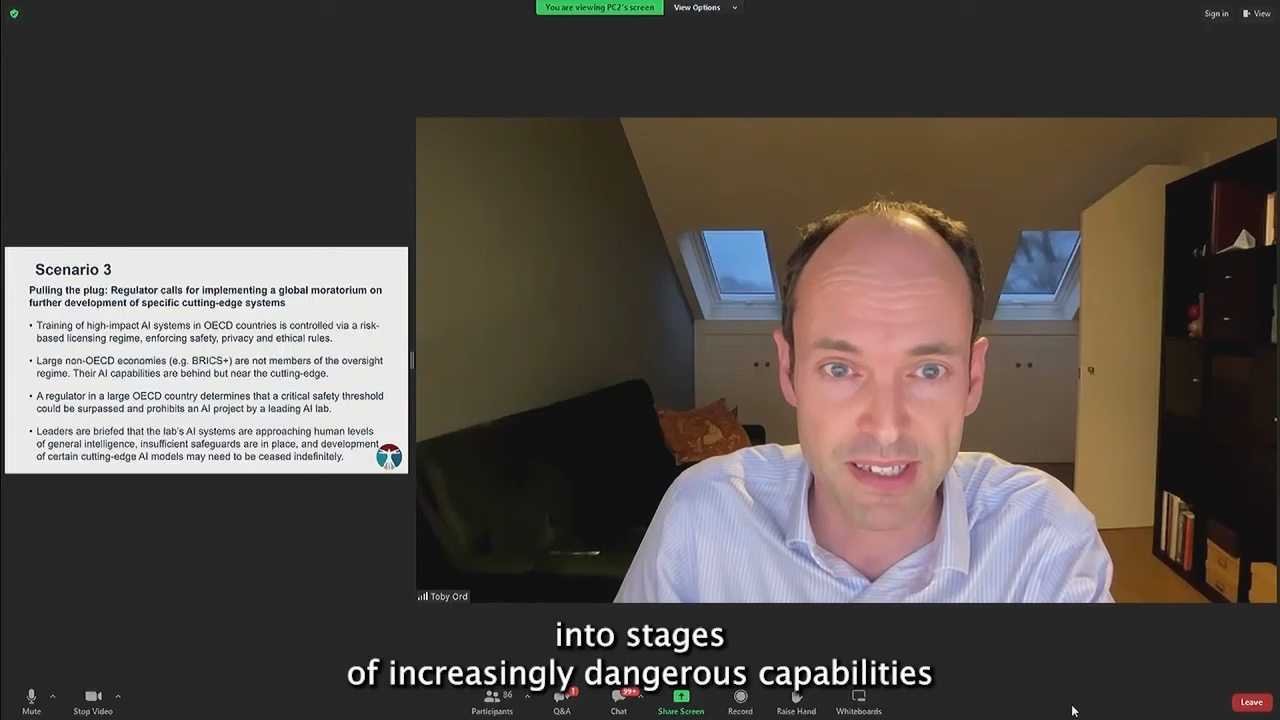 You are viewing PC2's screen
View Options
Sign in
View
Scenario 3
Pulling the plug: Regulator calls for implementing a global moratorium on
further development of specific cutting-edge systems
• Training of high-impact AI systems in OECD countries is controlled via a risk-
based licensing regime, enforcing safety, privacy and ethical rules.
• Large non-OECD economies (e.g. BRICS+) are not members of the oversight
regime. Their AI capabilities are behind but near the cutting-edge.
• A regulator in a large OECD country determines that a critical safety threshold
could be surpassed and prohibits an AI project by a leading AI lab.
• Leaders are briefed that the lab's AI systems are approaching human levels
of general intelligence, insufficient safeguards are in place, and development
of certain cutting-edge AI models may need to be ceased indefinitely.
Toby Ord
into stages
of increasingly dangerous capabilities
Mute
Stop Video
86
Participants
1
Q&A
99+
Chat
Share Screen
Record
Raise Hand
Whiteboards
Leave